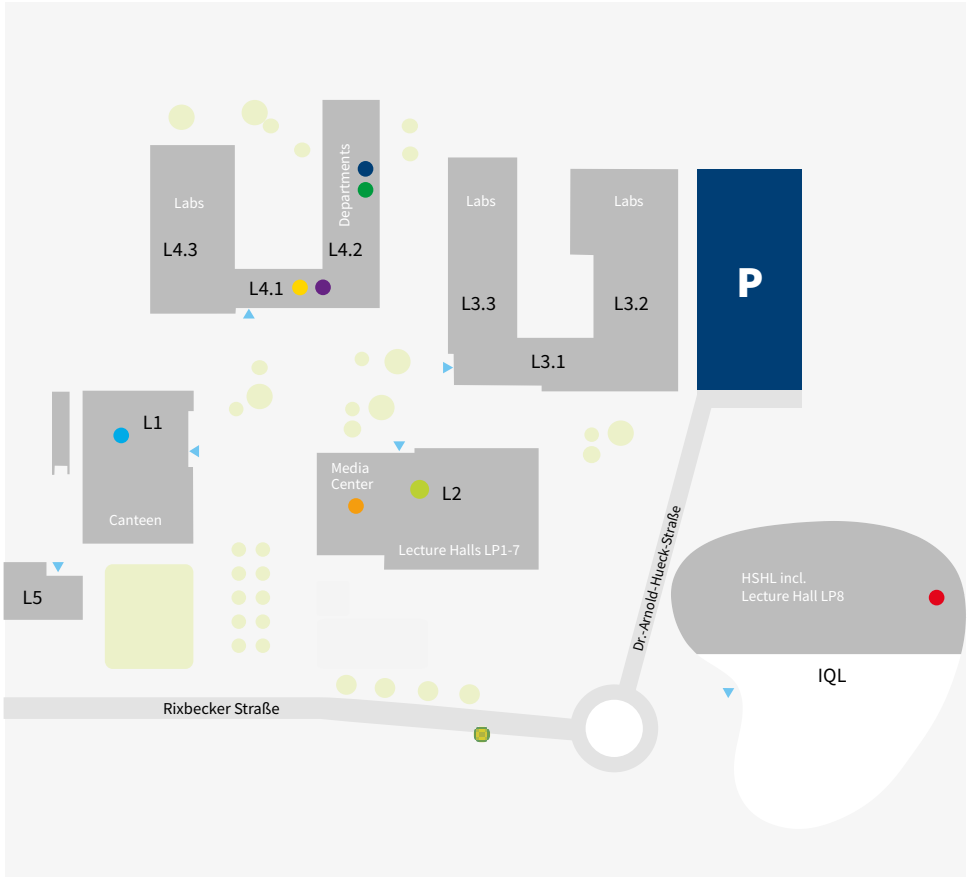 Departments
Labs
L4.3
L4.2
L4.1
Labs
Labs
L3.3
L3.2
L3.1
P
L1
Canteen
Media
Center
L2
Lecture Halls LP1-7
L5
Dr.-Arnold-Hueck-Straße
HSHL incl.
Lecture Hall LP8
IQL
Rixbecker Straße